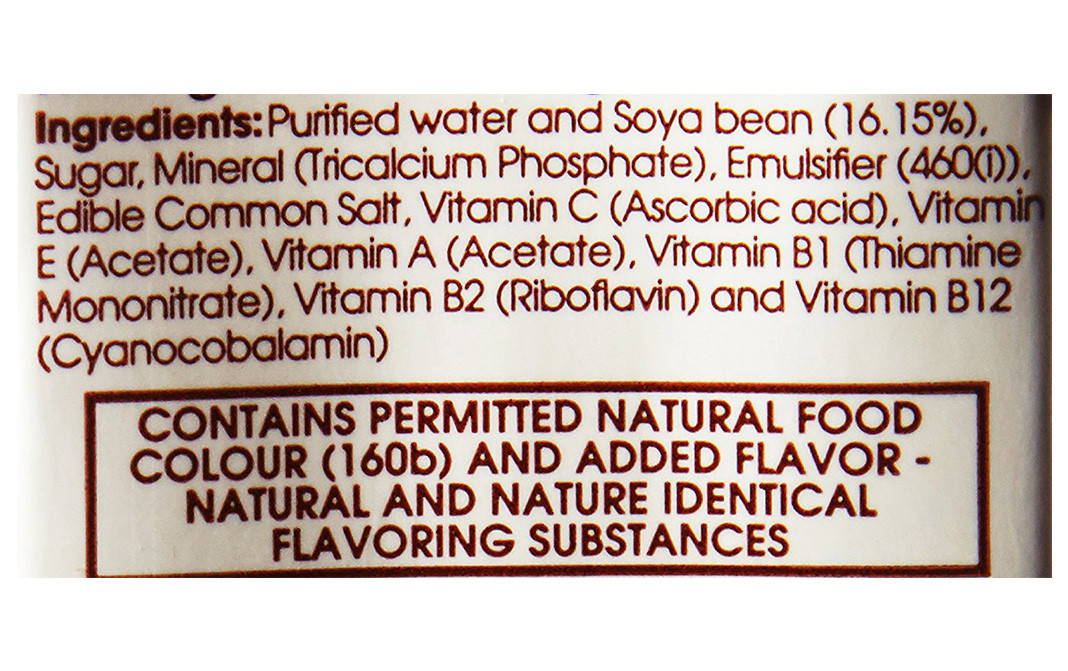 Ingredients: Purified water and Soya bean (16.15%),
Sugar, Mineral (Tricalcium Phosphate), Emulsifier (460(i)),
Edible Common Salt, Vitamin C (Ascorbic acid), Vitamin
E (Acetate), Vitamin A (Acetate), Vitamin B1 (Thiamine
Mononitrate), Vitamin B2 (Riboflavin) and Vitamin B12
(Cyanocobalamin)
CONTAINS PERMITTED NATURAL FOOD
COLOUR (160b) AND ADDED FLAVOR -
NATURAL AND NATURE IDENTICAL
FLAVORING SUBSTANCES